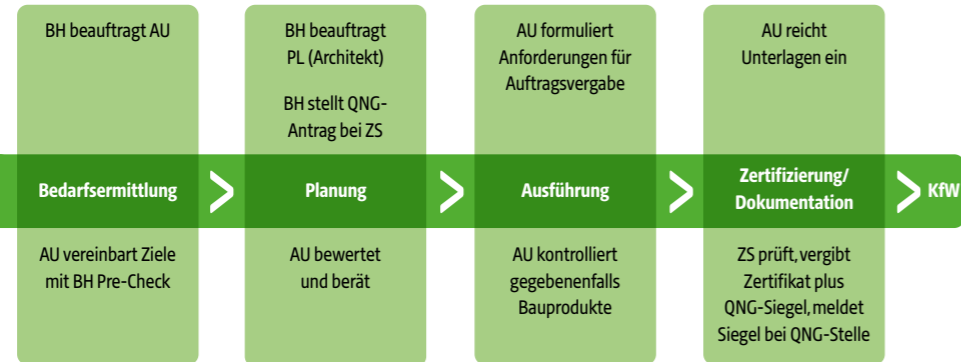 BH beauftragt AU
BH beauftragt
PL (Architekt)
BH stellt QNG-
Antrag bei ZS
AU formuliert
Anforderungen für
Auftragsvergabe
AU reicht
Unterlagen ein
Bedarfsermittlung
Planung
Ausführung
Zertifizierung/
Dokumentation
KfW
AU vereinbart Ziele
mit BH Pre-Check
AU bewertet
und berät
AU kontrolliert
gegebenenfalls
Bauprodukte
ZS prüft, vergibt
Zertifikat plus
QNG-Siegel, meldet
Siegel bei QNG-Stelle